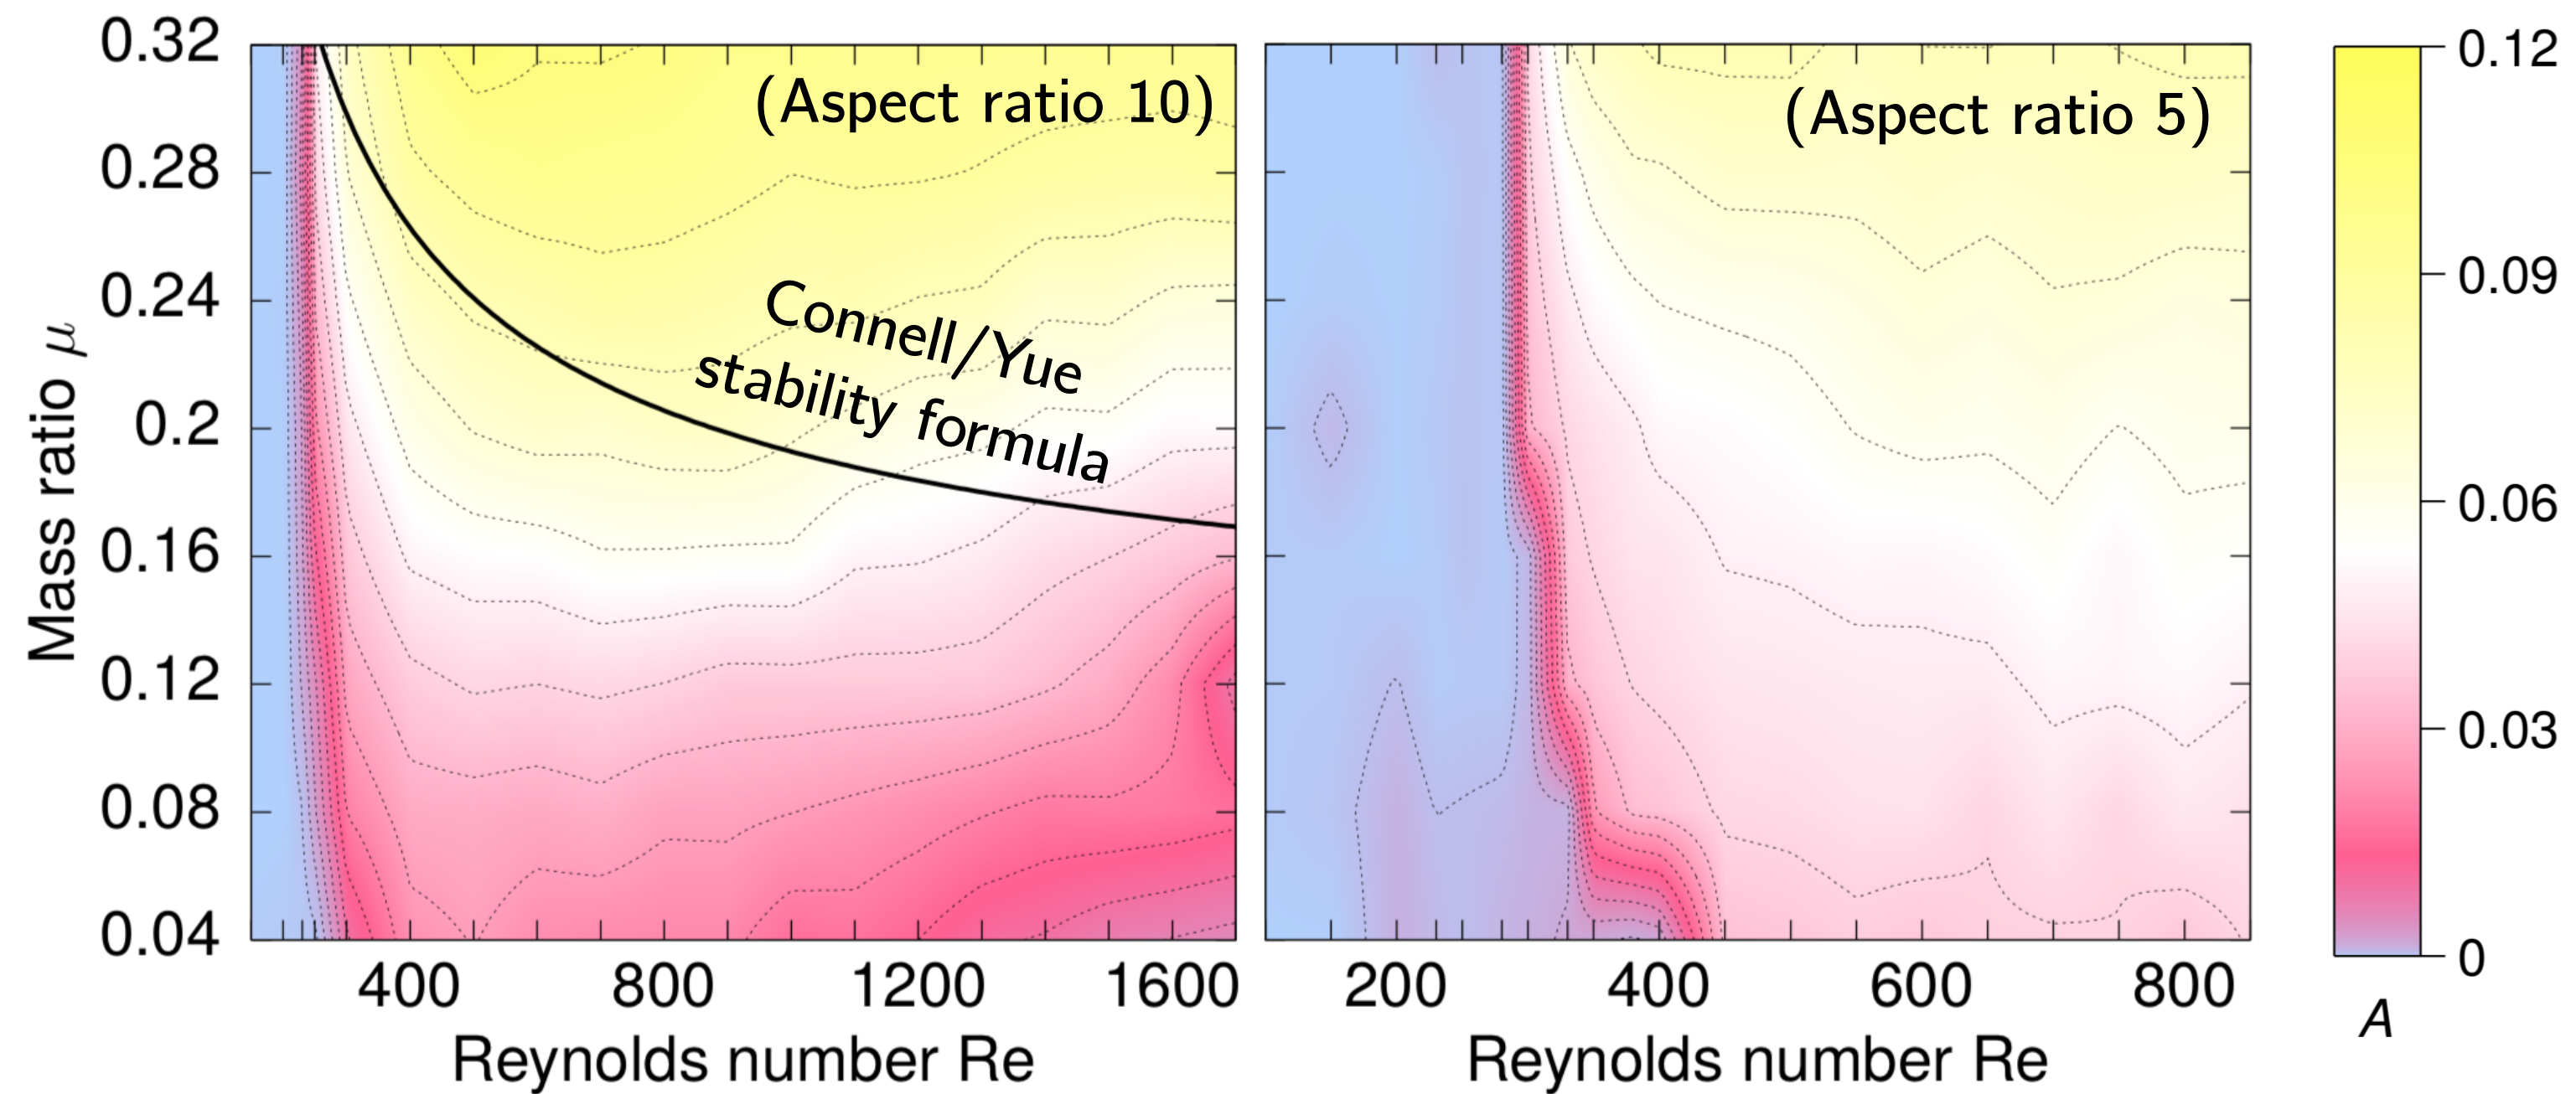 0.32
0.28
0.24
0.2
0.16
0.12
0.08
0.04
Mass ratio μ
(Aspect ratio 10)
Connell/Yue
stability formula
400 800 1200 1600
Reynolds number Re
(Aspect ratio 5)
200 400 600 800
Reynolds number Re
0.12
0.09
0.06
0.03
0
A